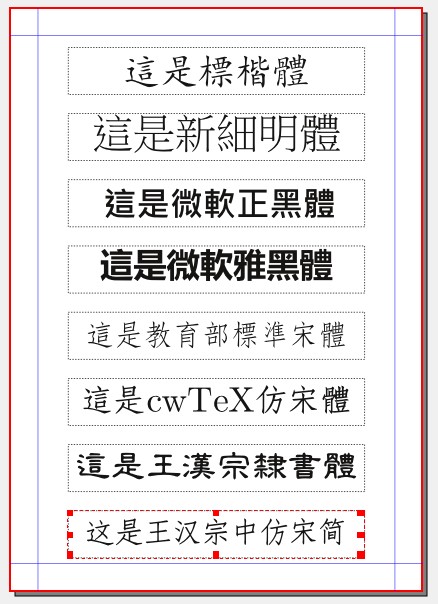 這是標楷體
這是新細明體
這是微軟正黑體
這是微軟雅黑體
這是教育部標準宋體
這是cwTeX仿宋體
這是王漢宗隸書體
这是王汉宗中仿宋简